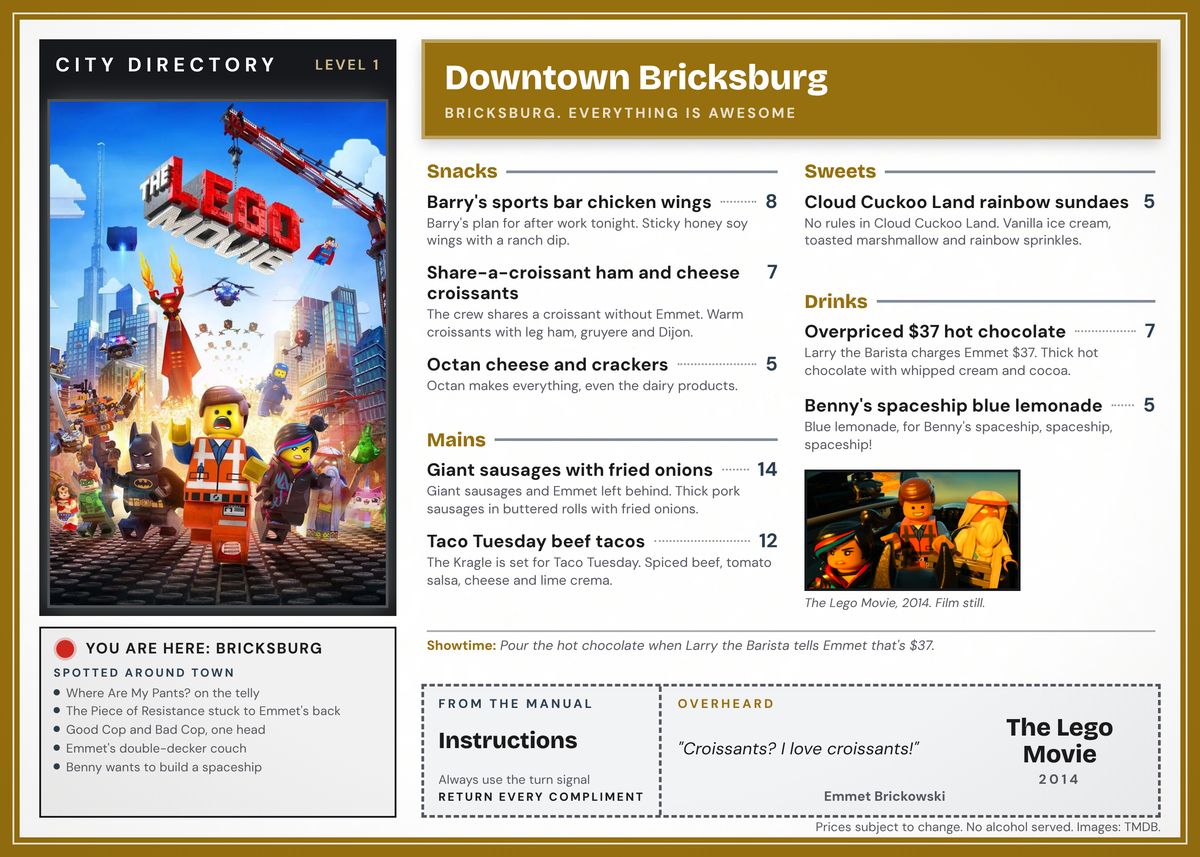 CITY DIRECTORY LEVEL 1
THE
LEGO
MOVIE
YOU ARE HERE: BRICKSBURG
SPOTTED AROUND TOWN
Where Are My Pants? on the telly
The Piece of Resistance stuck to Emmet's back
Good Cop and Bad Cop, one head
Emmet's double-decker couch
Benny wants to build a spaceship
Downtown Bricksburg
BRICKSBURG. EVERYTHING IS AWESOME
Snacks
Barry's sports bar chicken wings 8
Barry's plan for after work tonight. Sticky honey soy
wings with a ranch dip.
Share-a-croissant ham and cheese 7
croissants
The crew shares a croissant without Emmet. Warm
croissants with leg ham, gruyere and Dijon.
Octan cheese and crackers 5
Octan makes everything, even the dairy products.
Mains
Giant sausages with fried onions 14
Giant sausages and Emmet left behind. Thick pork
sausages in buttered rolls with fried onions.
Taco Tuesday beef tacos 12
The Kragle is set for Taco Tuesday. Spiced beef, tomato
salsa, cheese and lime crema.
Sweets
Cloud Cuckoo Land rainbow sundaes 5
No rules in Cloud Cuckoo Land. Vanilla ice cream,
toasted marshmallow and rainbow sprinkles.
Drinks
Overpriced $37 hot chocolate 7
Larry the Barista charges Emmet $37. Thick hot
chocolate with whipped cream and cocoa.
Benny's spaceship blue lemonade 5
Blue lemonade, for Benny's spaceship, spaceship,
spaceship!
The Lego Movie, 2014. Film still.
Showtime: Pour the hot chocolate when Larry the Barista tells Emmet that's $37.
FROM THE MANUAL
Instructions
Always use the turn signal
RETURN EVERY COMPLIMENT
OVERHEARD
"Croissants? I love croissants!"
Emmet Brickowski
The Lego
Movie
2014
Prices subject to change. No alcohol served. Images: TMDB.